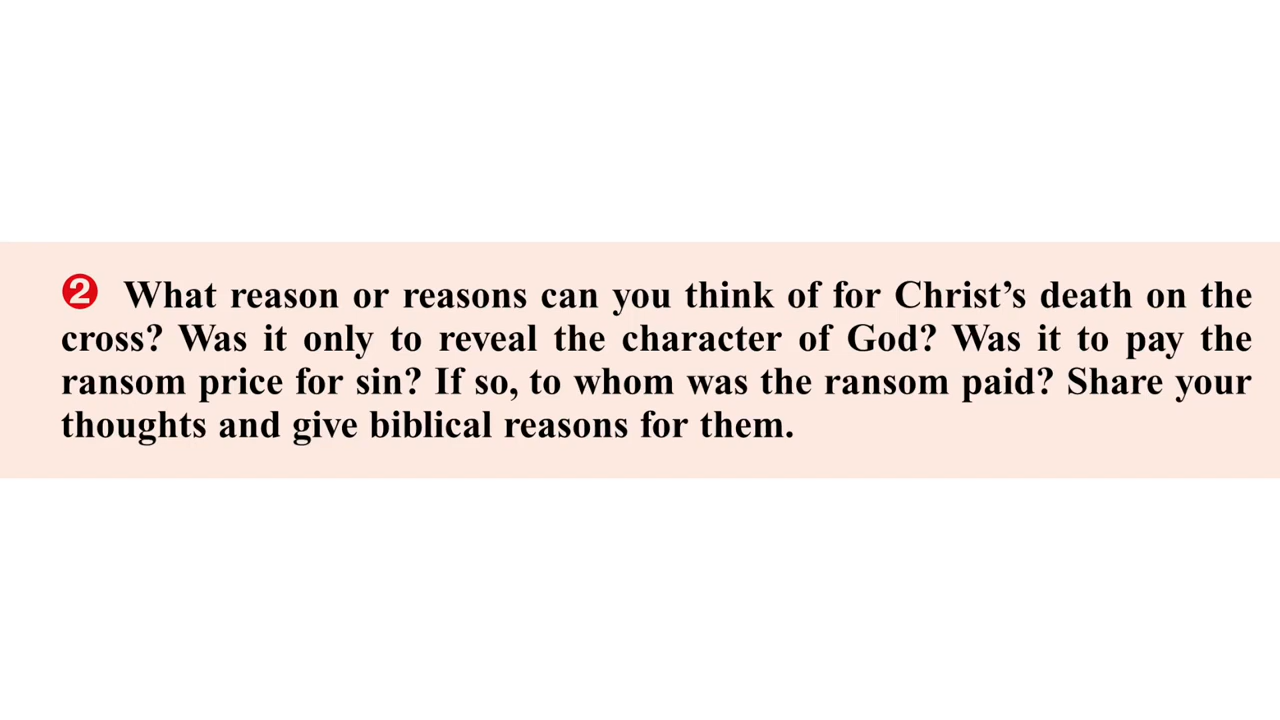 ❷ What reason or reasons can you think of for Christ’s death on the
cross? Was it only to reveal the character of God? Was it to pay the
ransom price for sin? If so, to whom was the ransom paid? Share your
thoughts and give biblical reasons for them.